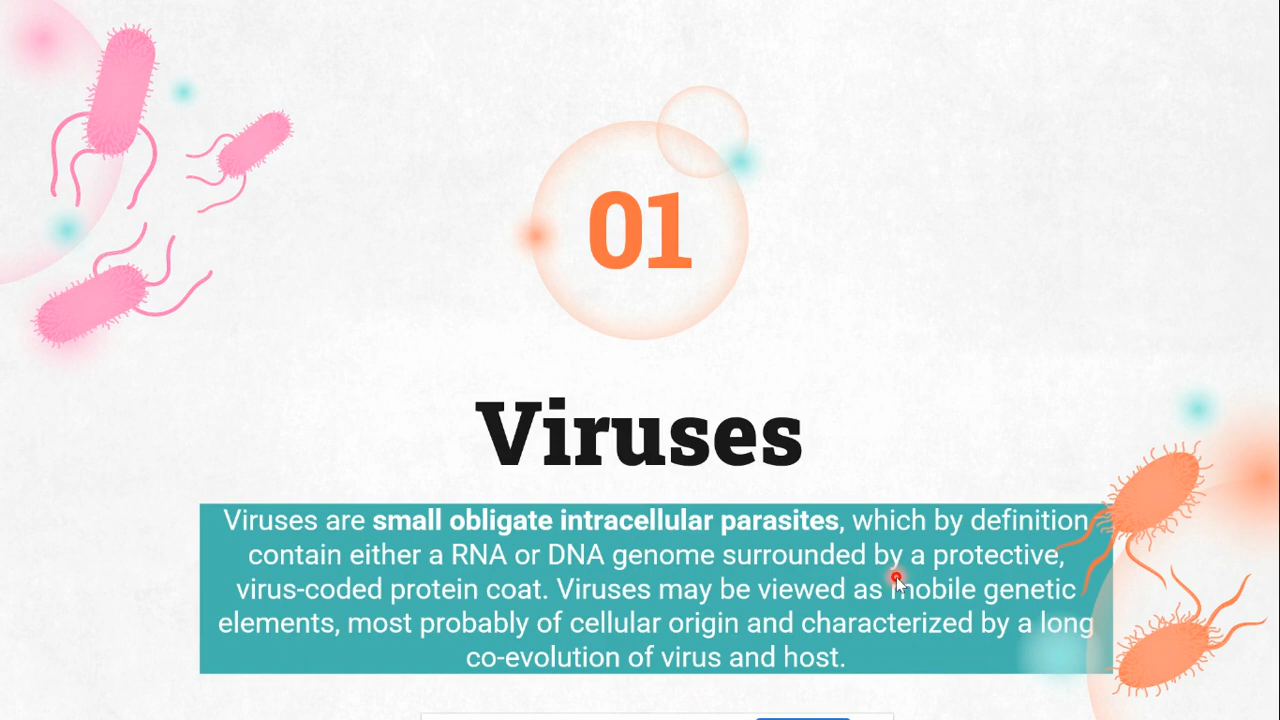 01
Viruses
Viruses are small obligate intracellular parasites, which by definition
contain either a RNA or DNA genome surrounded by a protective,
virus-coded protein coat. Viruses may be viewed as mobile genetic
elements, most probably of cellular origin and characterized by a long
co-evolution of virus and host.